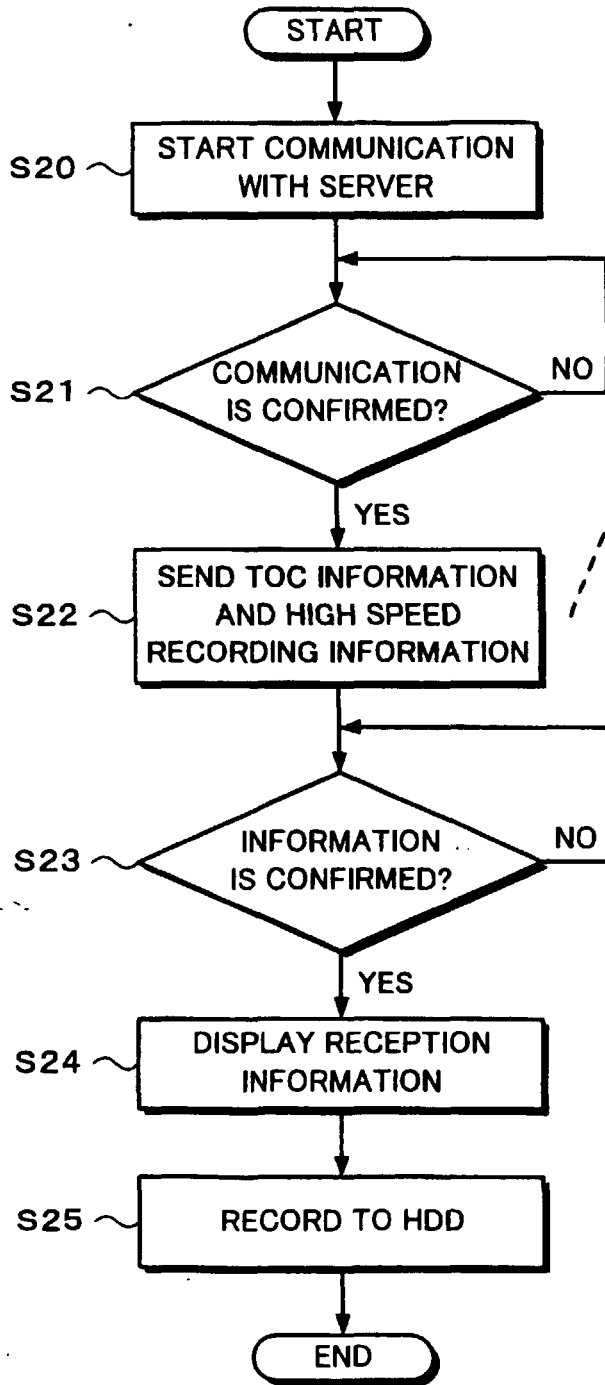 START
S20
START COMMUNICATION
WITH SERVER
S21
COMMUNICATION
IS CONFIRMED?
NO
YES
S22
SEND TOC INFORMATION
AND HIGH SPEED
RECORDING INFORMATION
S23
INFORMATION
IS CONFIRMED?
NO
YES
S24
DISPLAY RECEPTION
INFORMATION
S25
RECORD TO HDD
END